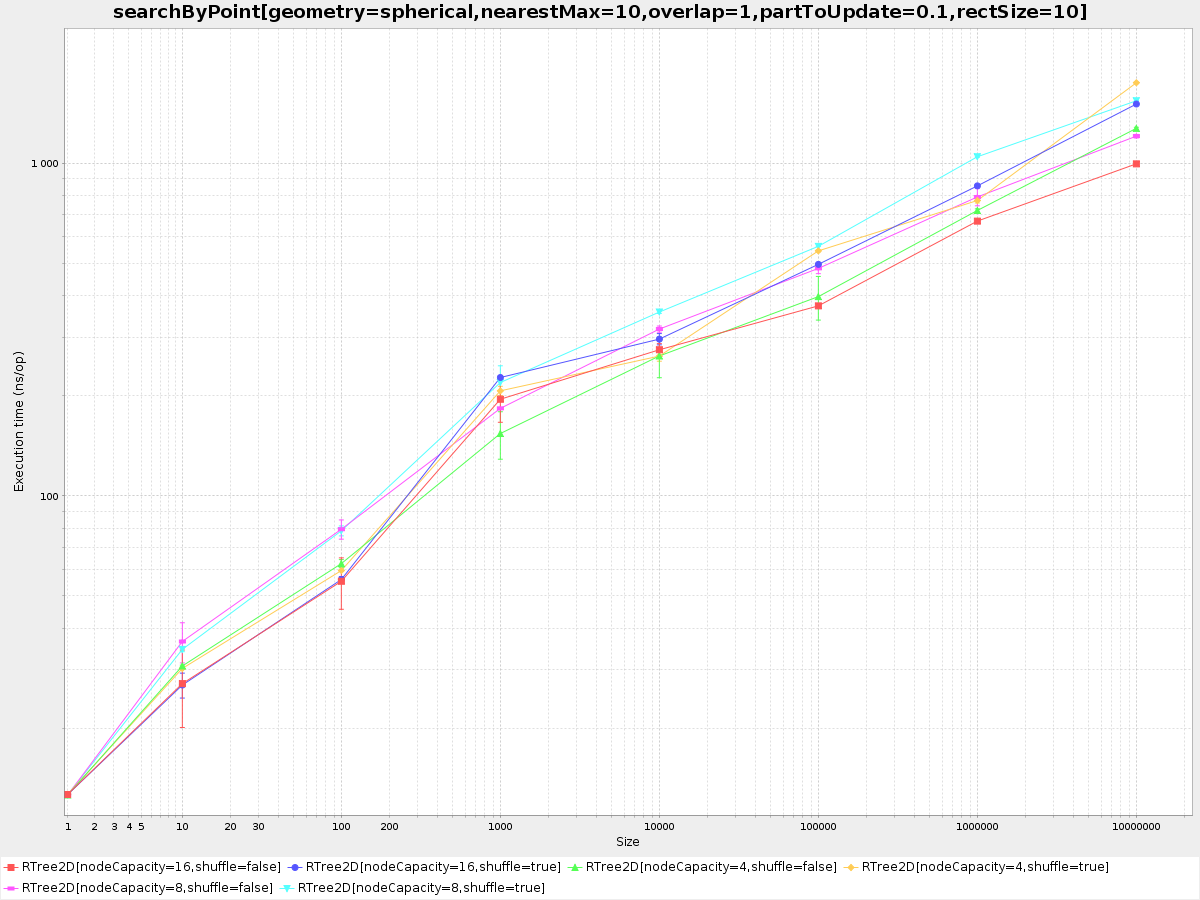 searchByPoint[geometry=spherical,nearestMax=10,overlap=1,partToUpdate=0.1,rectSize=10]
Execution time (ns/op)
1 000
100
1 2 3 4 5 10 20 30 100 200 1000 10000 100000 1000000 10000000
Size
RTree2D[nodeCapacity=16,shuffle=false] RTree2D[nodeCapacity=16,shuffle=true] RTree2D[nodeCapacity=4,shuffle=false] RTree2D[nodeCapacity=4,shuffle=true]
RTree2D[nodeCapacity=8,shuffle=false] RTree2D[nodeCapacity=8,shuffle=true]